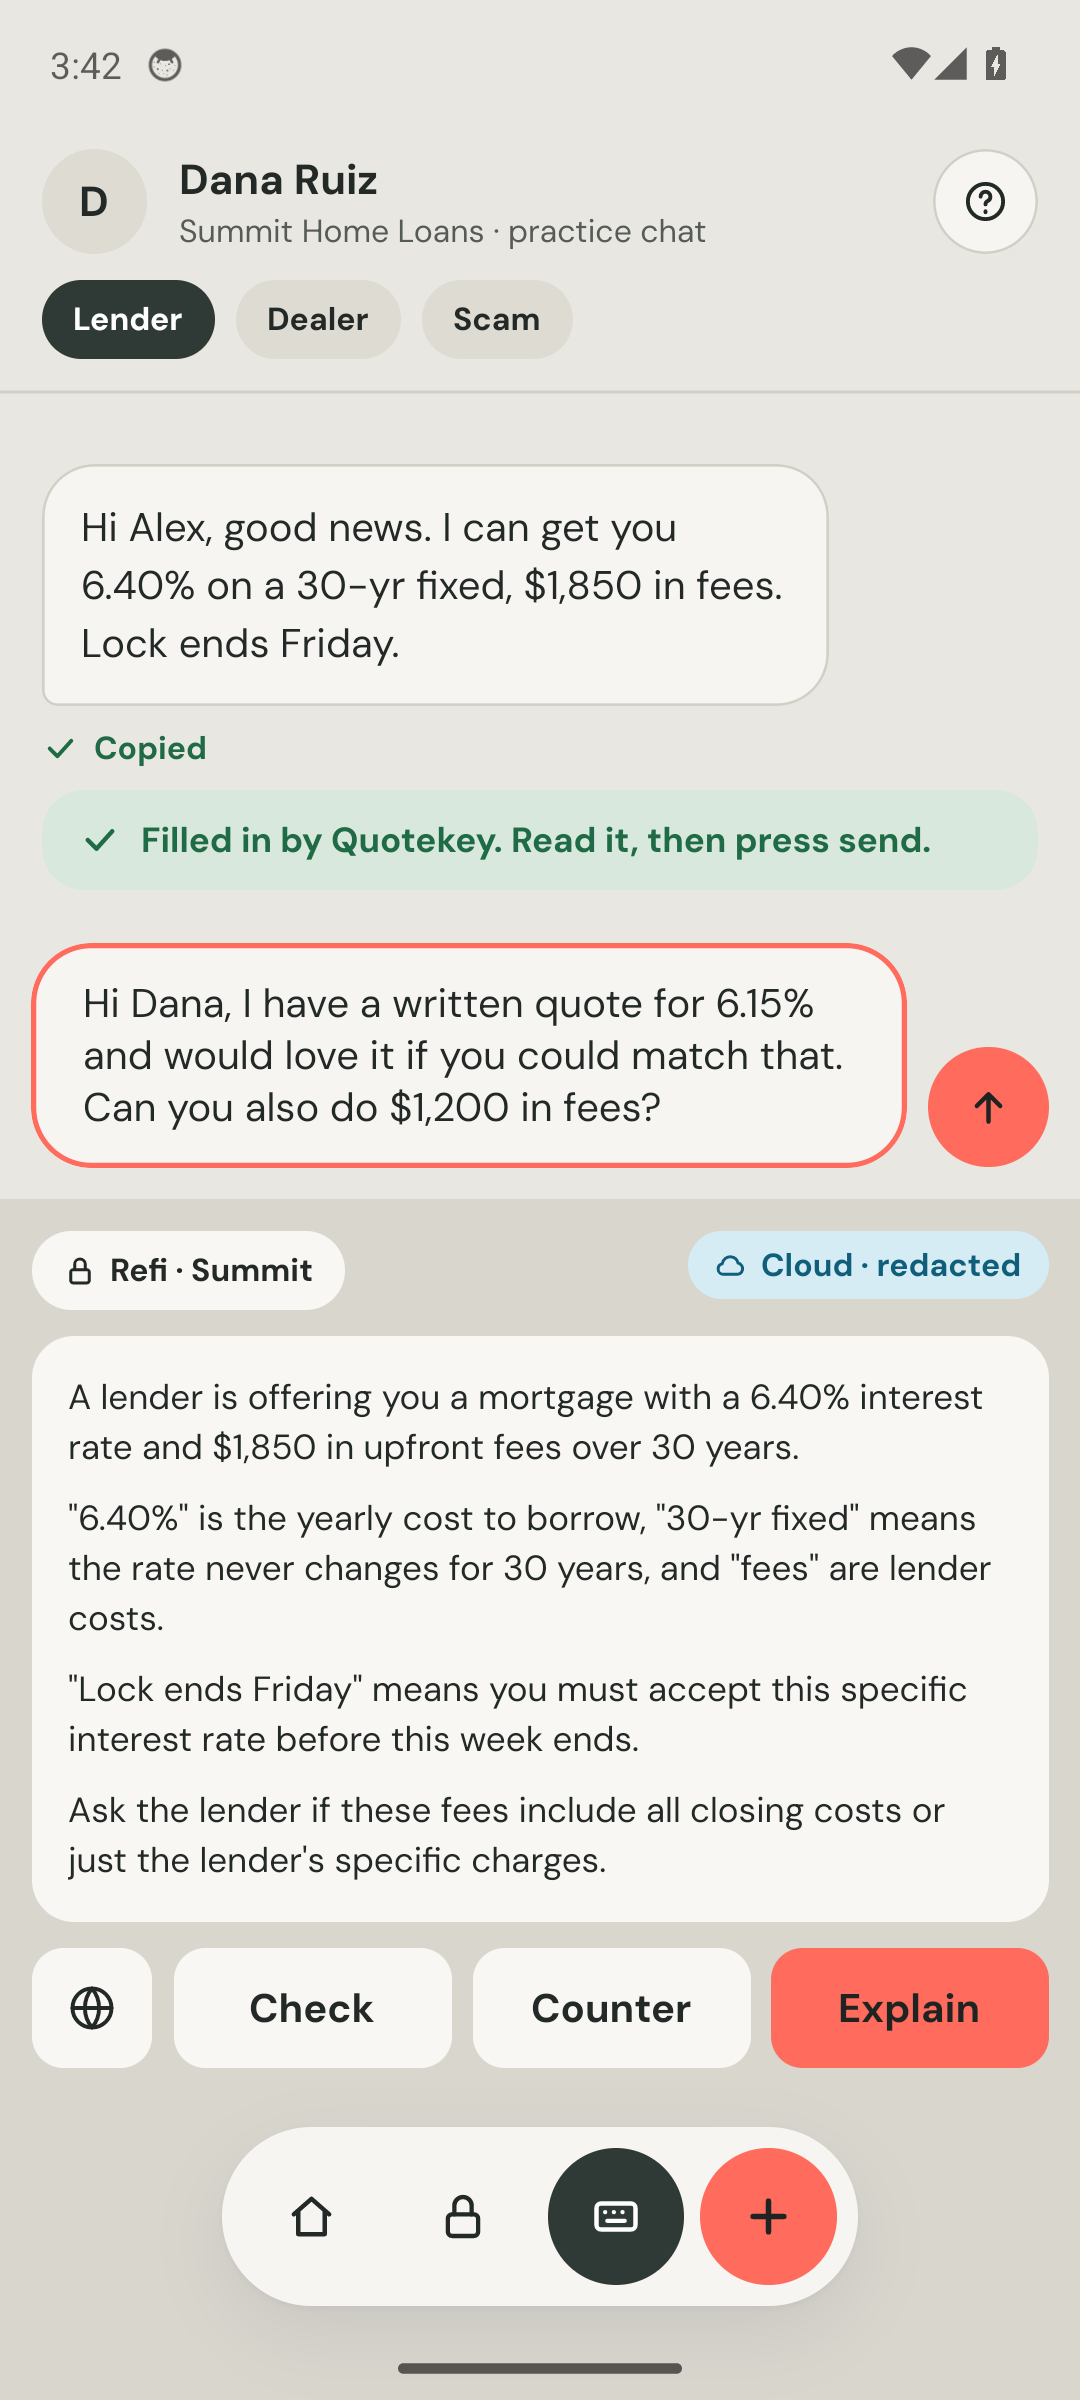 3:42
D
Dana Ruiz
Summit Home Loans · practice chat
Lender
Dealer
Scam
Hi Alex, good news. I can get you
6.40% on a 30-yr fixed, $1,850 in fees.
Lock ends Friday.
Copied
Filled in by Quotekey. Read it, then press send.
Hi Dana, I have a written quote for 6.15%
and would love it if you could match that.
Can you also do $1,200 in fees?
Refi · Summit
Cloud · redacted
A lender is offering you a mortgage with a 6.40% interest
rate and $1,850 in upfront fees over 30 years.
"6.40%" is the yearly cost to borrow, "30-yr fixed" means
the rate never changes for 30 years, and "fees" are lender
costs.
"Lock ends Friday" means you must accept this specific
interest rate before this week ends.
Ask the lender if these fees include all closing costs or
just the lender's specific charges.
Check
Counter
Explain